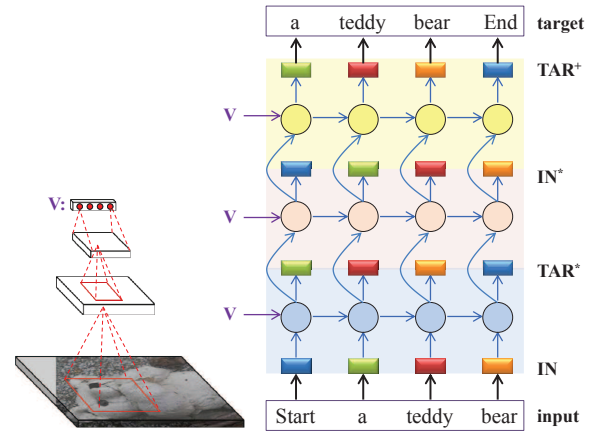 a teddy bear End target
TAR⁺
V
IN*
V: V
TAR*
V
IN
Start a teddy bear input